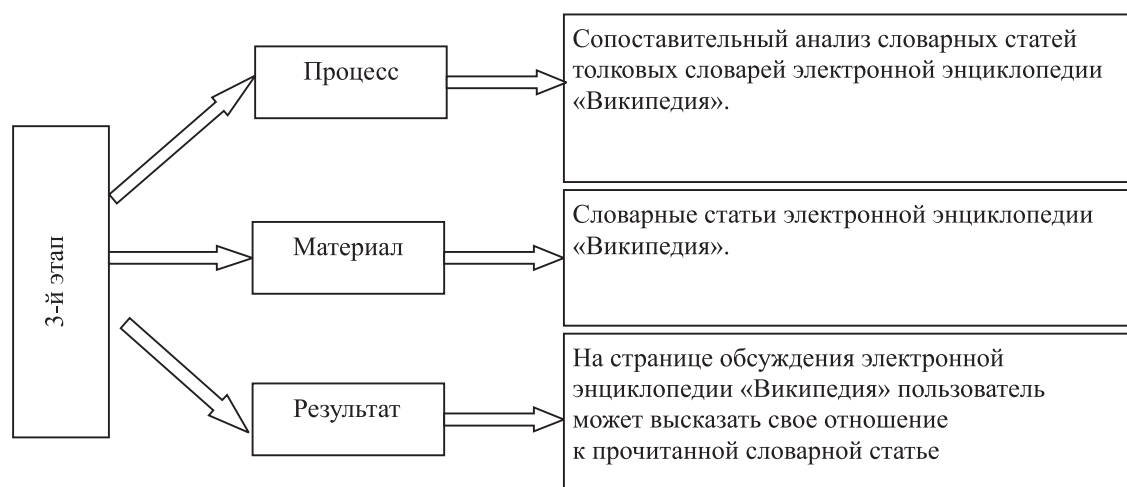 3-й этап
Процесс
Сопоставительный анализ словарных статей
толковых словарей электронной энциклопедии
«Википедия».
Материал
Словарные статьи электронной энциклопедии
«Википедия».
Результат
На странице обсуждения электронной
энциклопедии «Википедия» пользователь
может высказать свое отношение
к прочитанной словарной статье